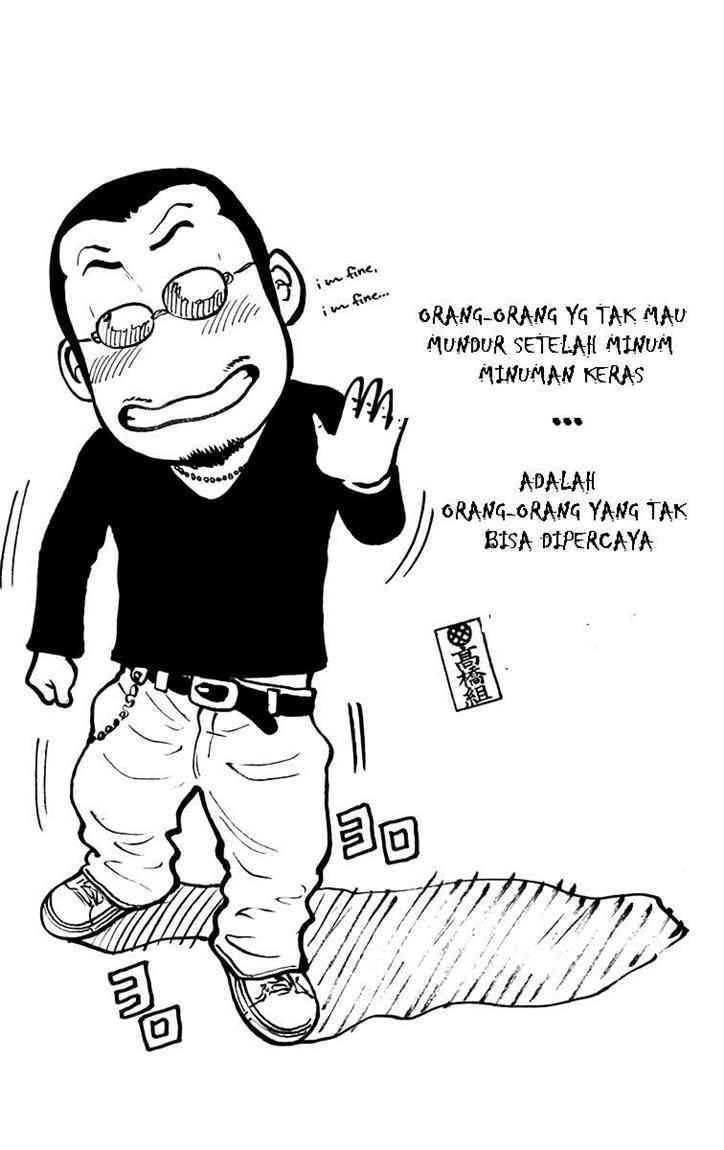 i'm fine.
i'm fine...
ORANG-ORANG YG TAK MAU
MUNDUR SETELAH MINUM
MINUMAN KERAS
...
ADALAH
ORANG-ORANG YANG TAK
BISA DIPERCAYA
高橋組
ヨロ
ヨロ